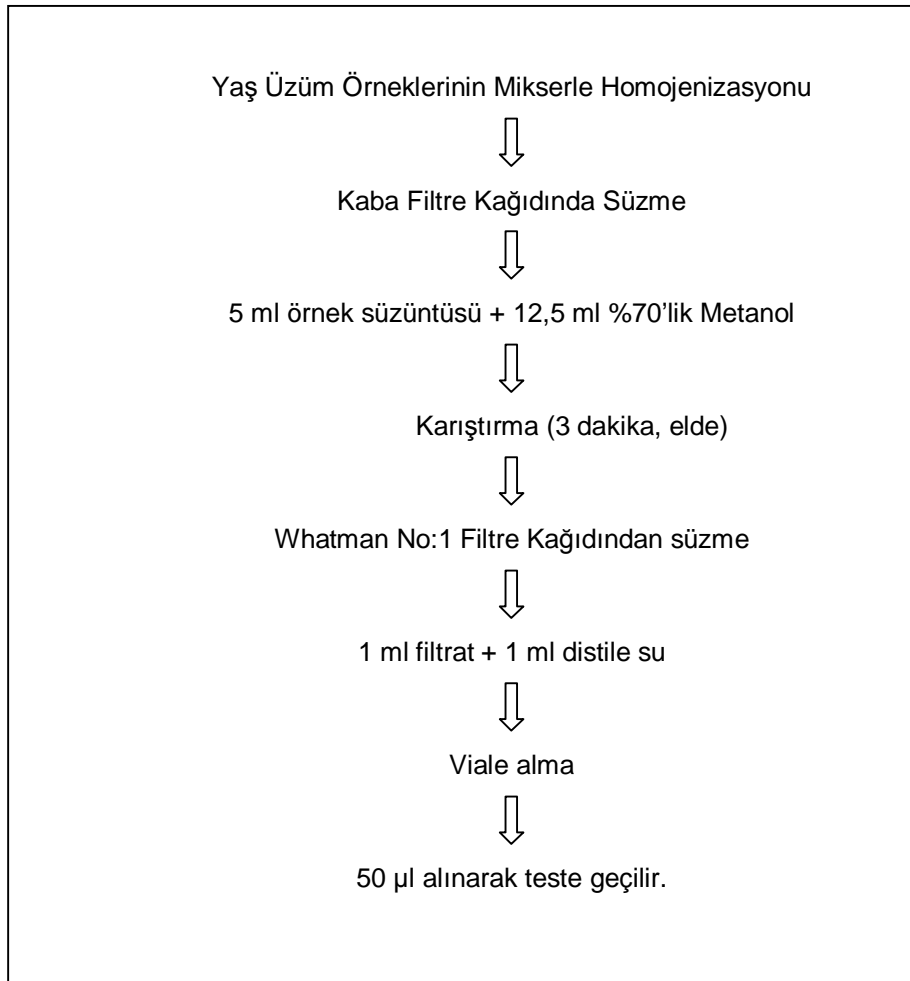 Yaş Üzüm Örneklerinin Mikserle Homojenizasyonu
Kaba Filtre Kağıdında Süzme
5 ml örnek süzüntüsü + 12,5 ml %70’lik Metanol
Karıştırma (3 dakika, elde)
Whatman No:1 Filtre Kağıdından süzme
1 ml filtrat + 1 ml distile su
Viale alma
50 µl alınarak teste geçilir.